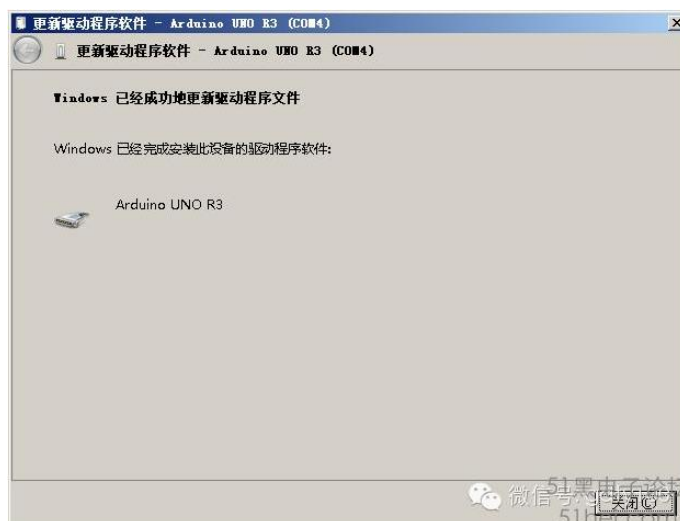 更新驱动程序软件 - Arduino UNO R3 (COM4)
更新驱动程序软件 - Arduino UNO R3 (COM4)
Windows 已经成功地更新驱动程序文件
Windows 已经完成安装此设备的驱动程序软件:
Arduino UNO R3
51黑电子论坛
微信号:
关闭(C)